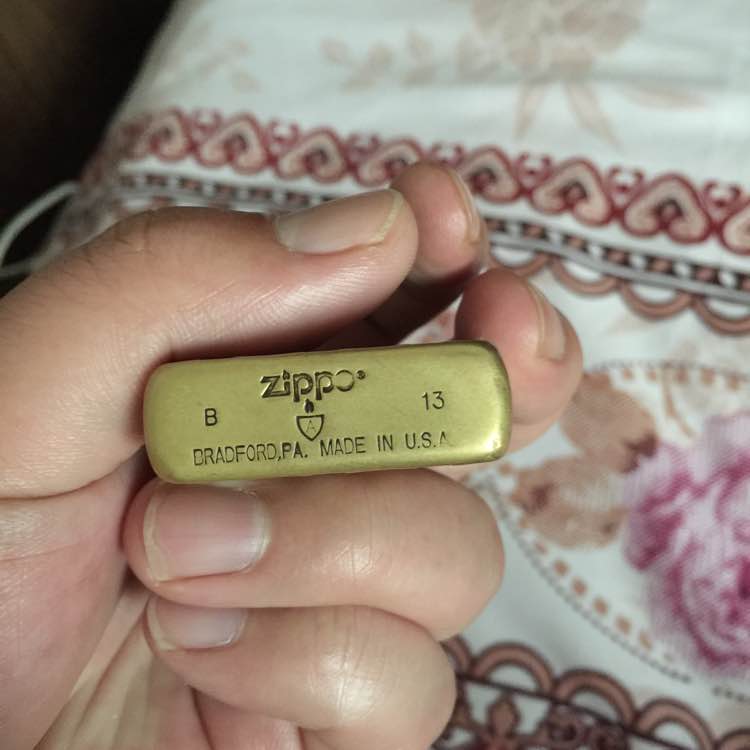 zippo®
B 13
A
BRADFORD,PA. MADE IN U.S.A.